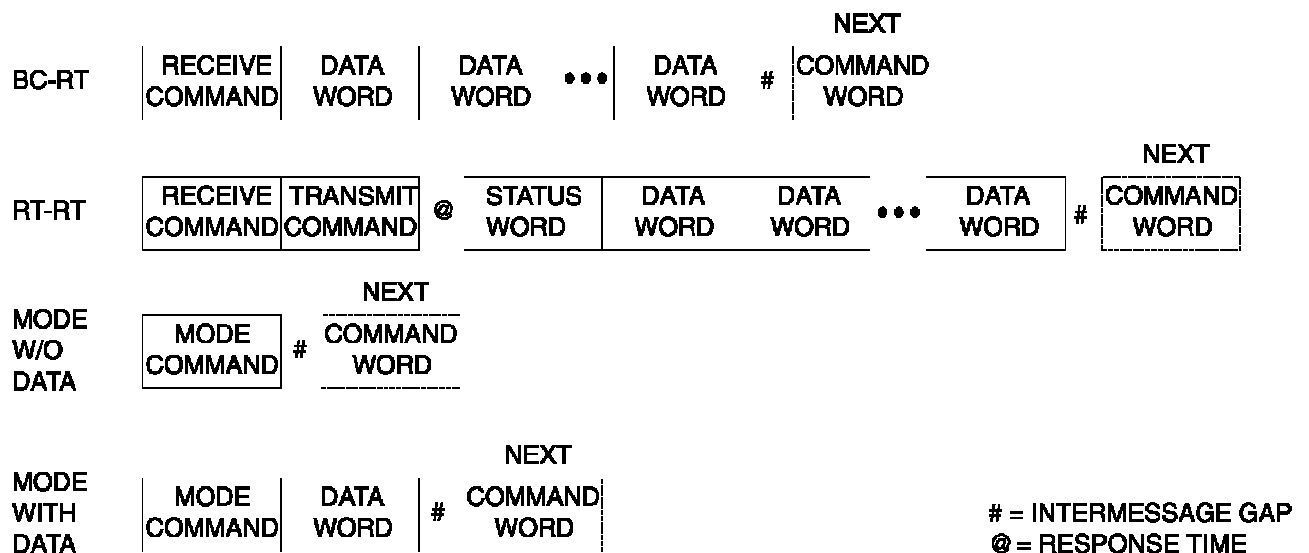 NEXT
BC-RT RECEIVE COMMAND DATA WORD DATA WORD ••• DATA WORD # COMMAND WORD
NEXT
RT-RT RECEIVE COMMAND TRANSMIT COMMAND @ STATUS WORD DATA WORD DATA WORD ••• DATA WORD # COMMAND WORD
NEXT
MODE W/O DATA MODE COMMAND # COMMAND WORD
NEXT
MODE WITH DATA MODE COMMAND DATA WORD # COMMAND WORD
# = INTERMESSAGE GAP
@ = RESPONSE TIME